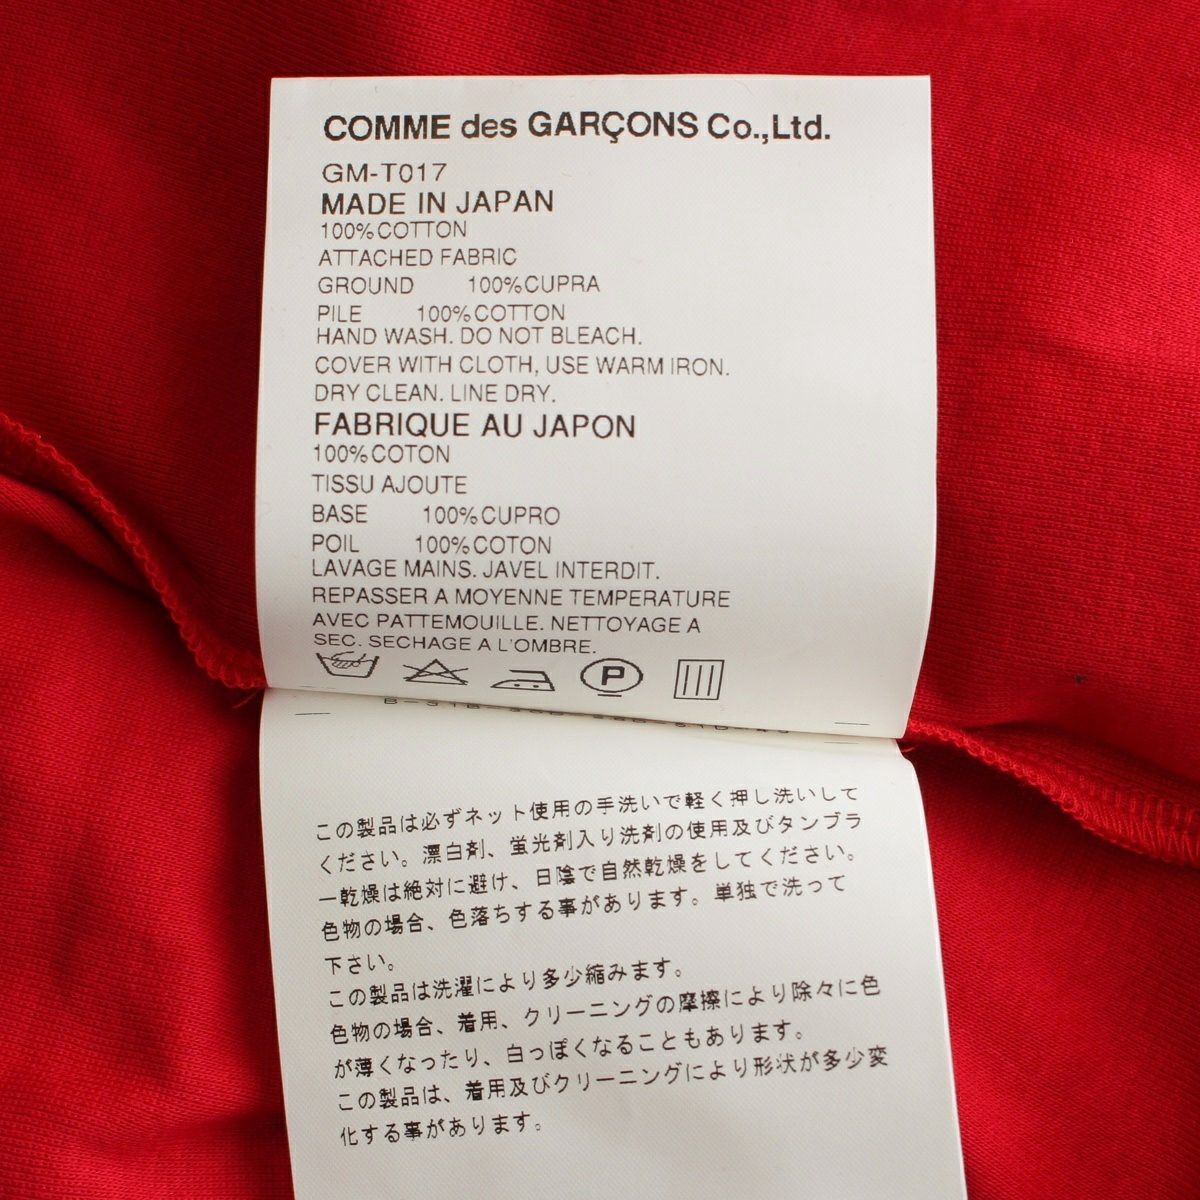 COMME des GARÇONS Co.,Ltd.
GM-T017
MADE IN JAPAN
100%COTTON
ATTACHED FABRIC
GROUND 100%CUPRA
PILE 100%COTTON
HAND WASH. DO NOT BLEACH.
COVER WITH CLOTH, USE WARM IRON.
DRY CLEAN. LINE DRY.
FABRIQUE AU JAPON
100%COTON
TISSU AJOUTE
BASE 100%CUPRO
POIL 100%COTON
LAVAGE MAINS. JAVEL INTERDIT.
REPASSER A MOYENNE TEMPERATURE
AVEC PATTEMOUILLE. NETTOYAGE A
SEC. SECHAGE A L'OMBRE.
P
この製品は必ずネット使用の手洗いで軽く押し洗いして
ください。漂白剤、蛍光剤入り洗剤の使用及びタンブラ
ー乾燥は絶対に避け、日陰で自然乾燥をしてください。
色物の場合、色落ちする事があります。単独で洗って
下さい。
この製品は洗濯により多少縮みます。
色物の場合、着用、クリーニングの摩擦により除々に色
が薄くなったり、白っぽくなることもあります。
この製品は、着用及びクリーニングにより形状が多少変
化する事があります。